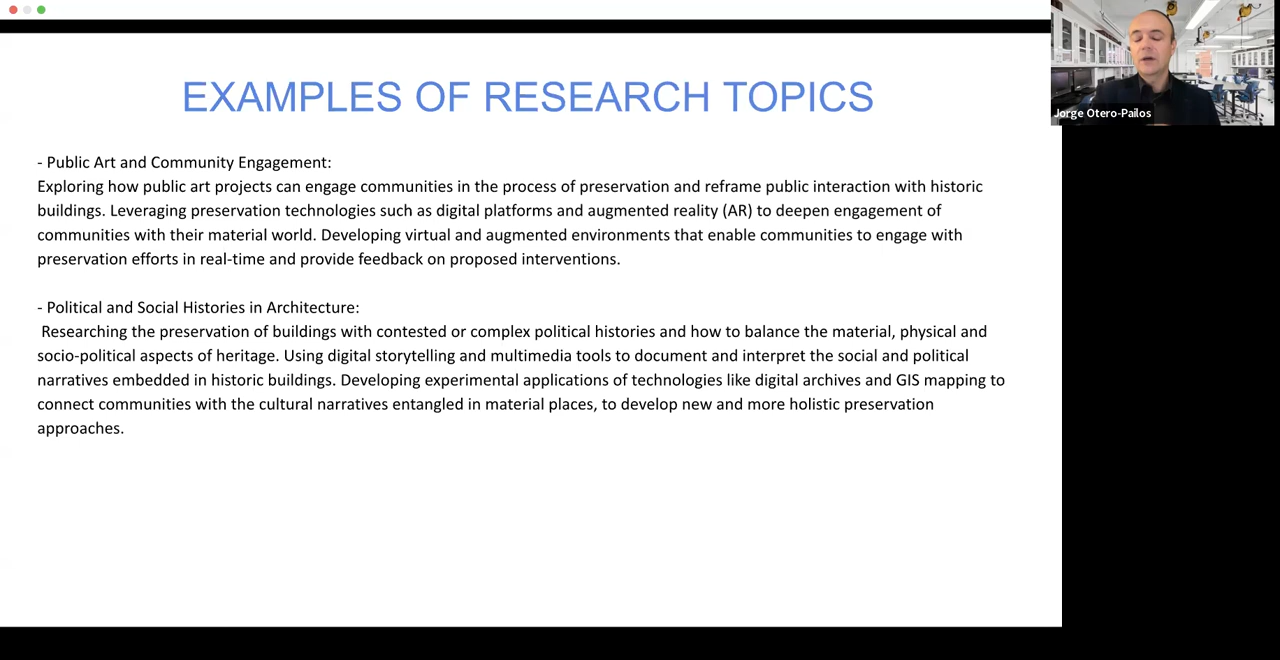 EXAMPLES OF RESEARCH TOPICS
- Public Art and Community Engagement:
Exploring how public art projects can engage communities in the process of preservation and reframe public interaction with historic
buildings. Leveraging preservation technologies such as digital platforms and augmented reality (AR) to deepen engagement of
communities with their material world. Developing virtual and augmented environments that enable communities to engage with
preservation efforts in real-time and provide feedback on proposed interventions.
- Political and Social Histories in Architecture:
Researching the preservation of buildings with contested or complex political histories and how to balance the material, physical and
socio-political aspects of heritage. Using digital storytelling and multimedia tools to document and interpret the social and political
narratives embedded in historic buildings. Developing experimental applications of technologies like digital archives and GIS mapping to
connect communities with the cultural narratives entangled in material places, to develop new and more holistic preservation
approaches.
Jorge Otero-Pailos